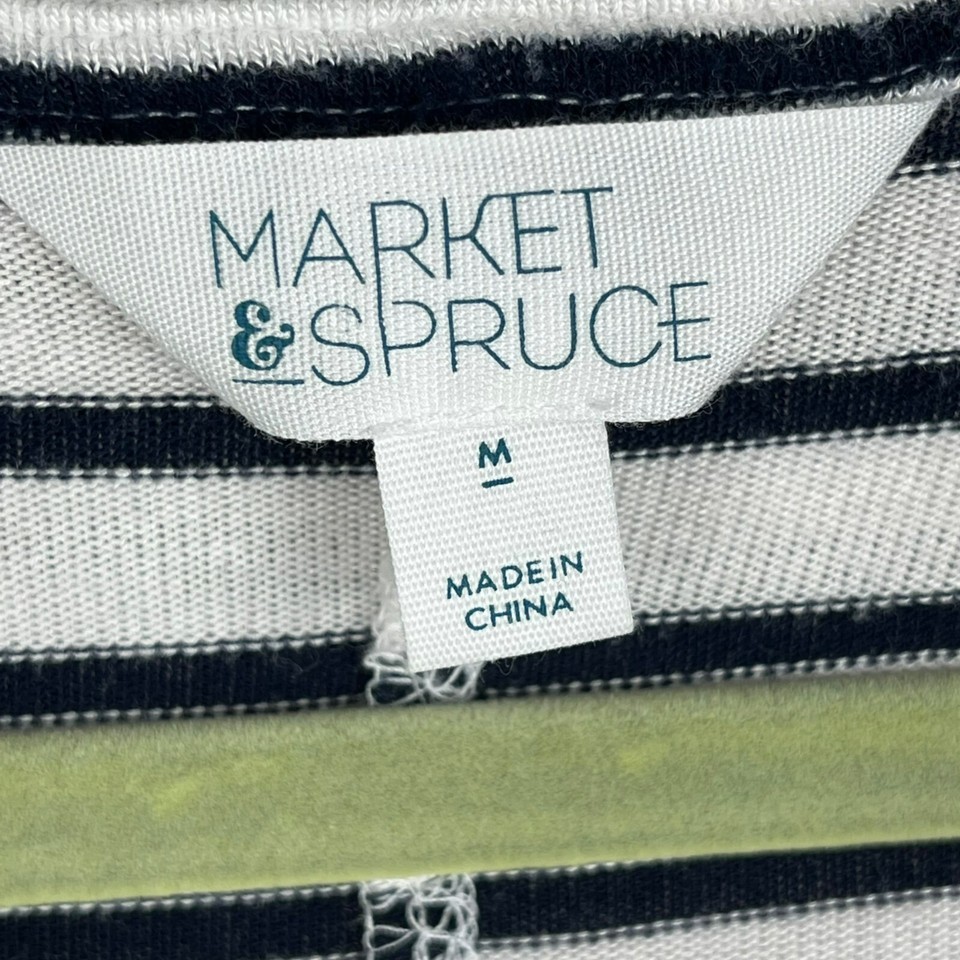 MARKET
& SPRUCE
M
MADE IN
CHINA